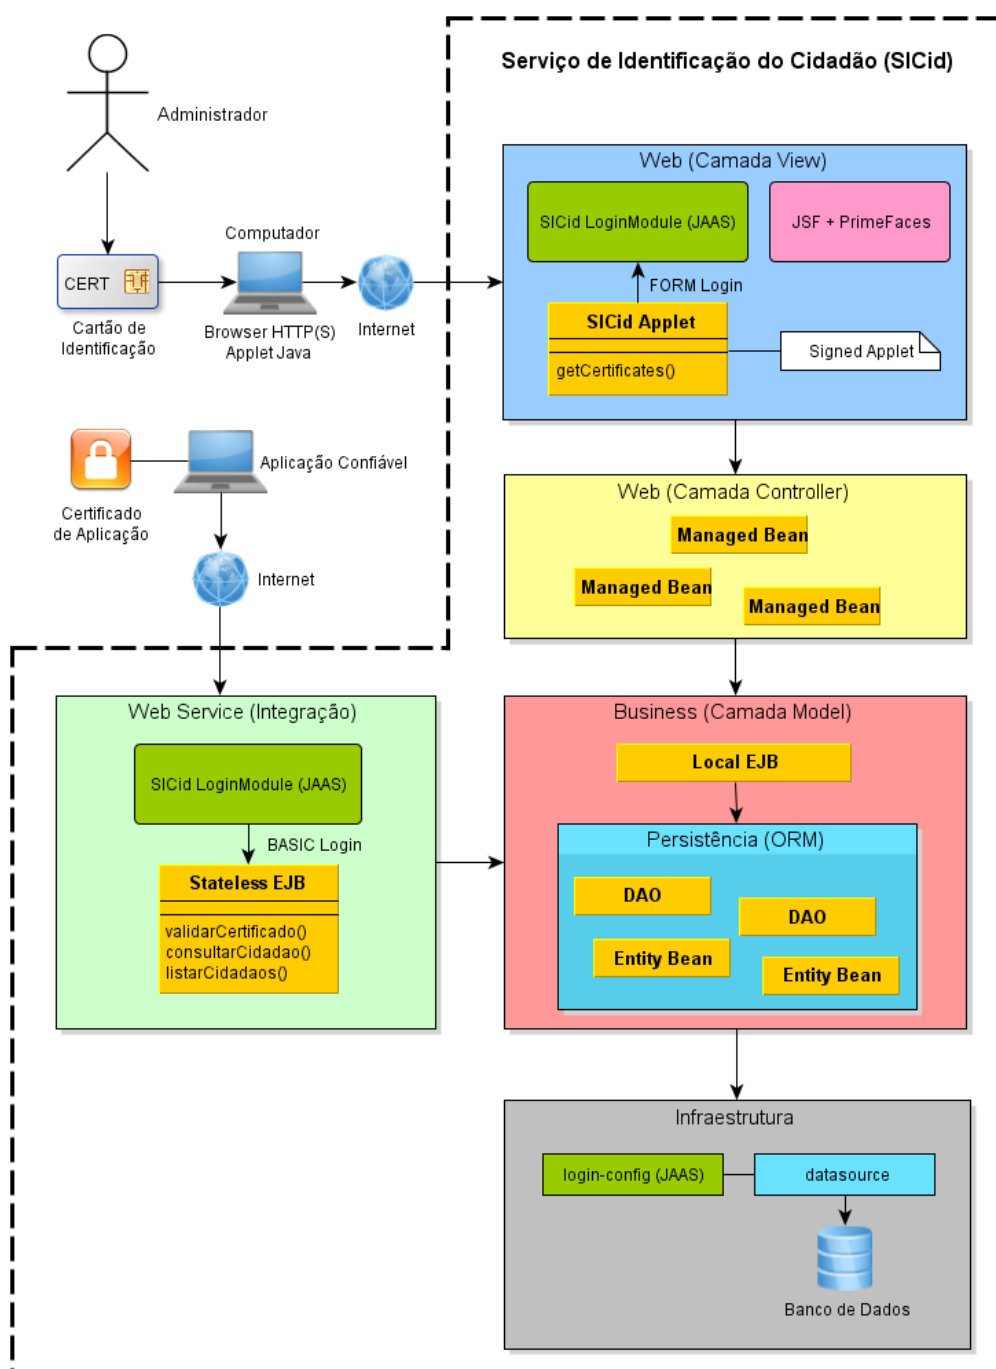 Serviço de Identificação do Cidadão (SICid)
Administrador
Web (Camada View)
SICid LoginModule (JAAS)
JSF + PrimeFaces
Computador
FORM Login
CERT
SICid Applet
Cartão de
Identificação
Browser HTTP(S)
Applet Java
Internet
Signed Applet
getCertificates()
Aplicação Confiável
Certificado
de Aplicação
Web (Camada Controller)
Managed Bean
Managed Bean
Managed Bean
Internet
Web Service (Integração)
SICid LoginModule (JAAS)
BASIC Login
Stateless EJB
validarCertificado()
consultarCidadao()
listarCidadaos()
Business (Camada Model)
Local EJB
Persistência (ORM)
DAO
DAO
Entity Bean
Entity Bean
Infraestrutura
login-config (JAAS)
datasource
Banco de Dados